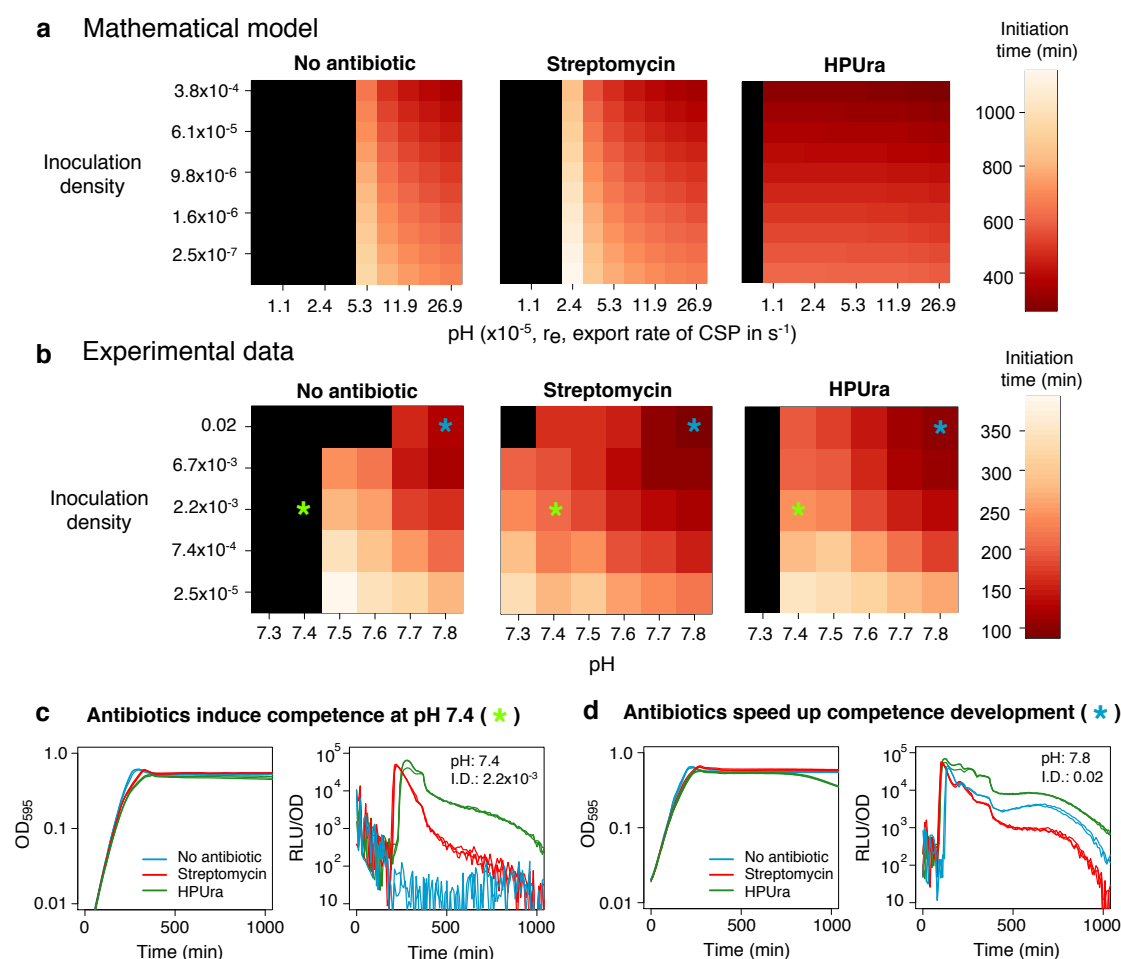 a Mathematical model
Initiation
time (min)
No antibiotic
Streptomycin
HPUra
3.8x10⁻⁴
6.1x10⁻⁵
9.8x10⁻⁶
1.6x10⁻⁶
2.5x10⁻⁷
Inoculation
density
1000
800
600
400
1.1 2.4 5.3 11.9 26.9
1.1 2.4 5.3 11.9 26.9
1.1 2.4 5.3 11.9 26.9
pH (x10⁻⁵, rₑ, export rate of CSP in s⁻¹)
b Experimental data
Initiation
time (min)
No antibiotic
Streptomycin
HPUra
0.02
6.7x10⁻³
2.2x10⁻³
7.4x10⁻⁴
2.5x10⁻⁵
Inoculation
density
* * *
* * *
350
300
250
200
150
100
7.3 7.4 7.5 7.6 7.7 7.8
7.3 7.4 7.5 7.6 7.7 7.8
7.3 7.4 7.5 7.6 7.7 7.8
pH
c Antibiotics induce competence at pH 7.4 ( * )
OD₅₉₅
1.0
0.1
0.01
No antibiotic
Streptomycin
HPUra
0 500 1000
Time (min)
RLU/OD
10⁵
10⁴
10³
10²
10
pH: 7.4
I.D.: 2.2x10⁻³
0 500 1000
Time (min)
d Antibiotics speed up competence development ( * )
OD₅₉₅
1.0
0.1
0.01
No antibiotic
Streptomycin
HPUra
0 500 1000
Time (min)
RLU/OD
10⁵
10⁴
10³
10²
10
pH: 7.8
I.D.: 0.02
0 500 1000
Time (min)